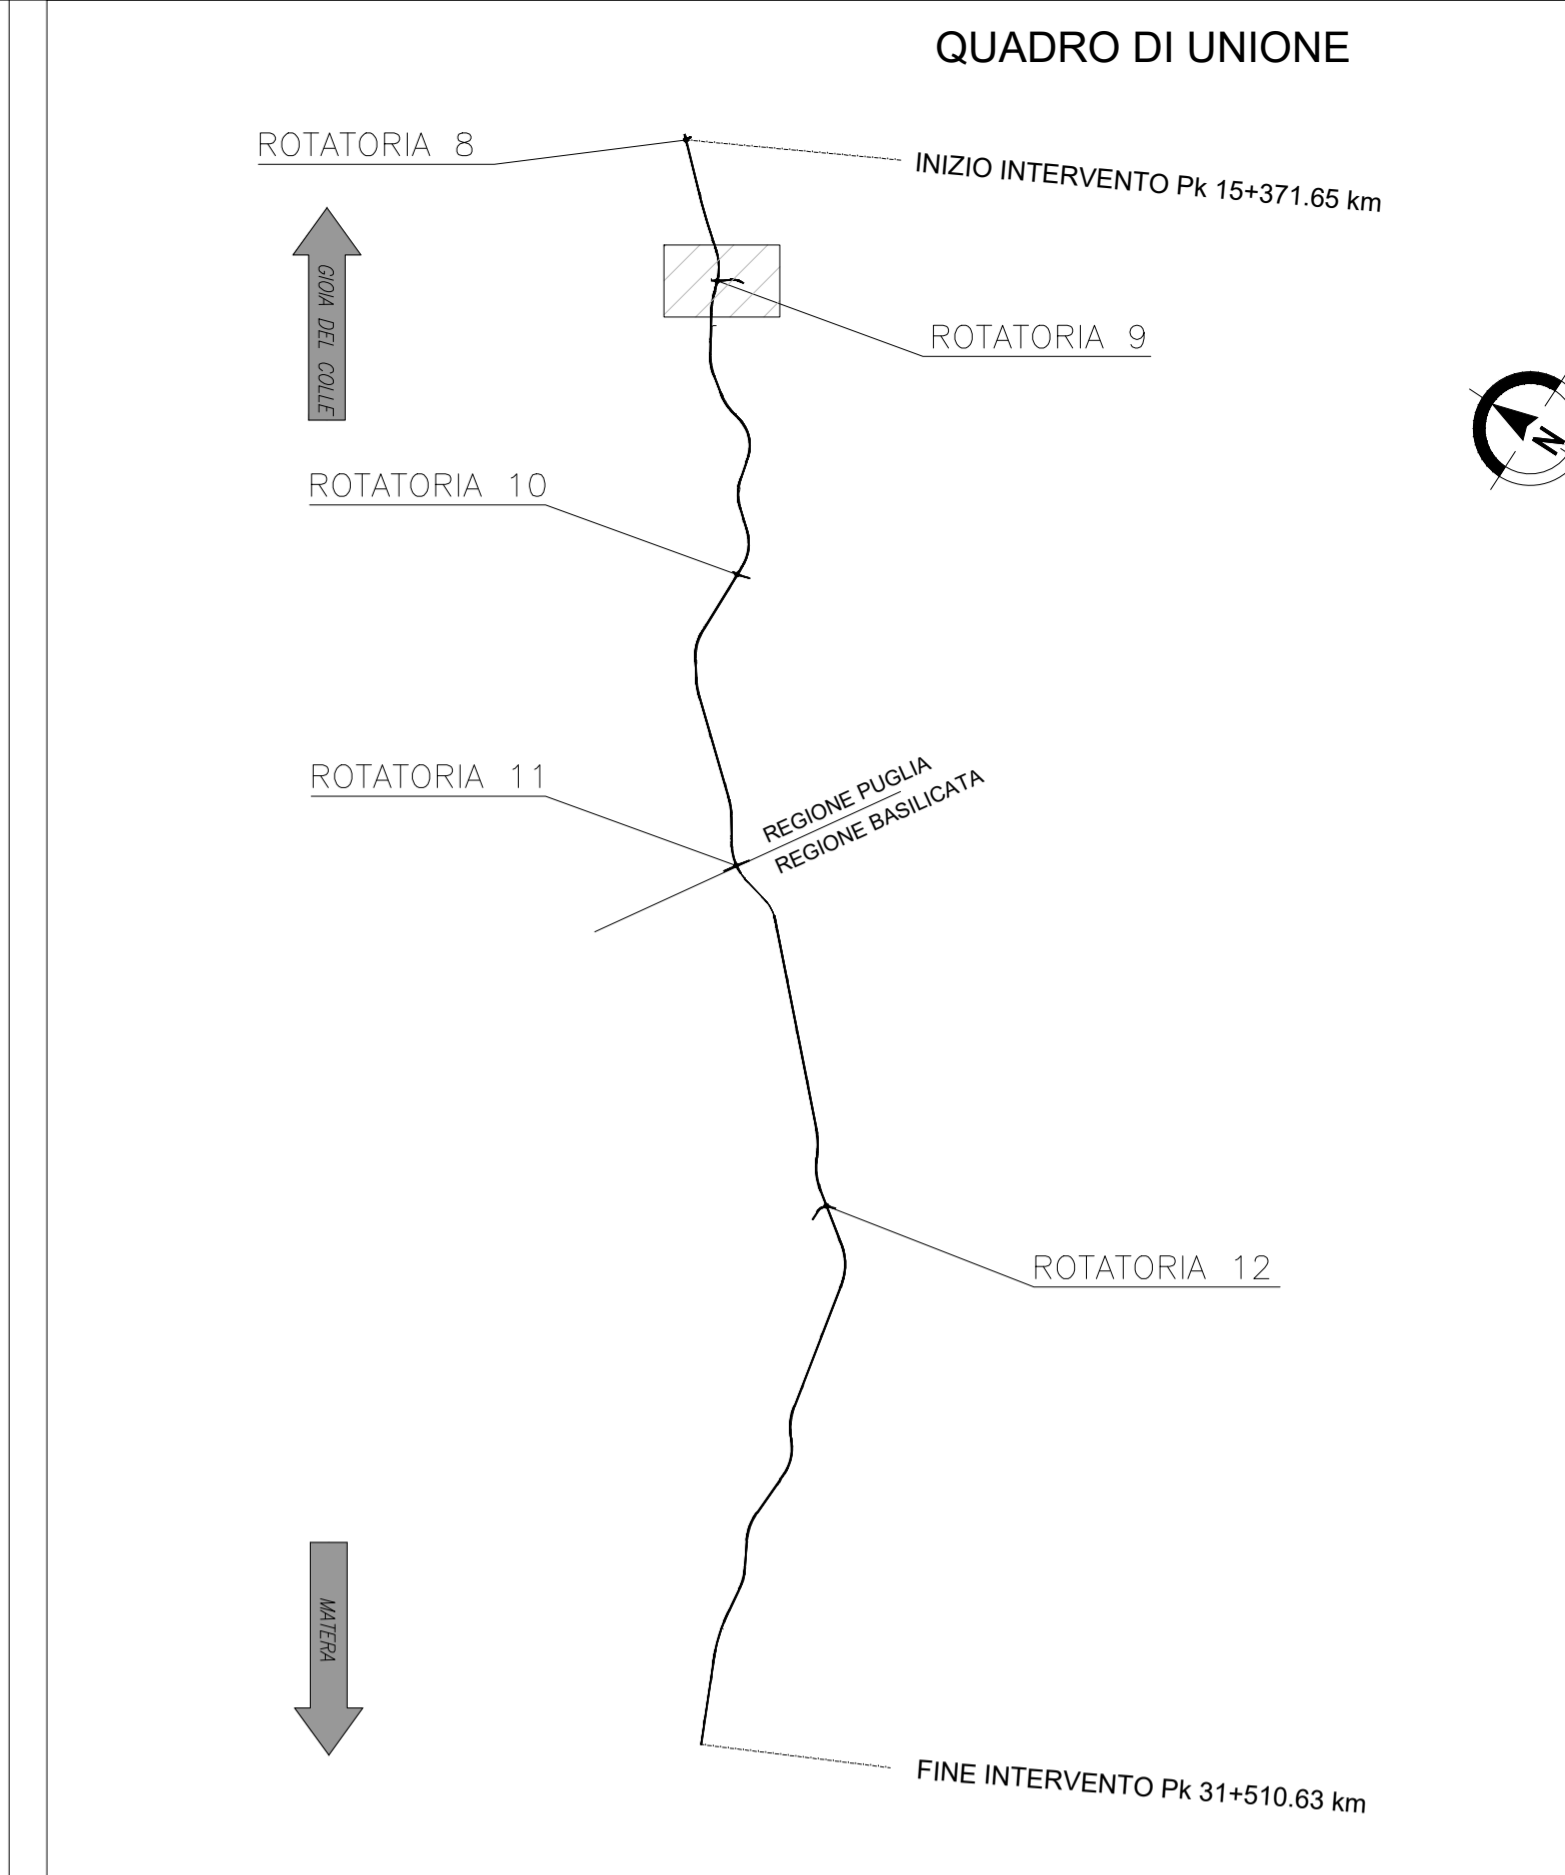 QUADRO DI UNIONE
ROTATORIA 8
INIZIO INTERVENTO Pk 15+371.65 km
GIOIA DEL COLLE
ROTATORIA 9
N
ROTATORIA 10
REGIONE PUGLIA
ROTATORIA 11
REGIONE BASILICATA
ROTATORIA 12
MATERA
FINE INTERVENTO Pk 31+510.63 km